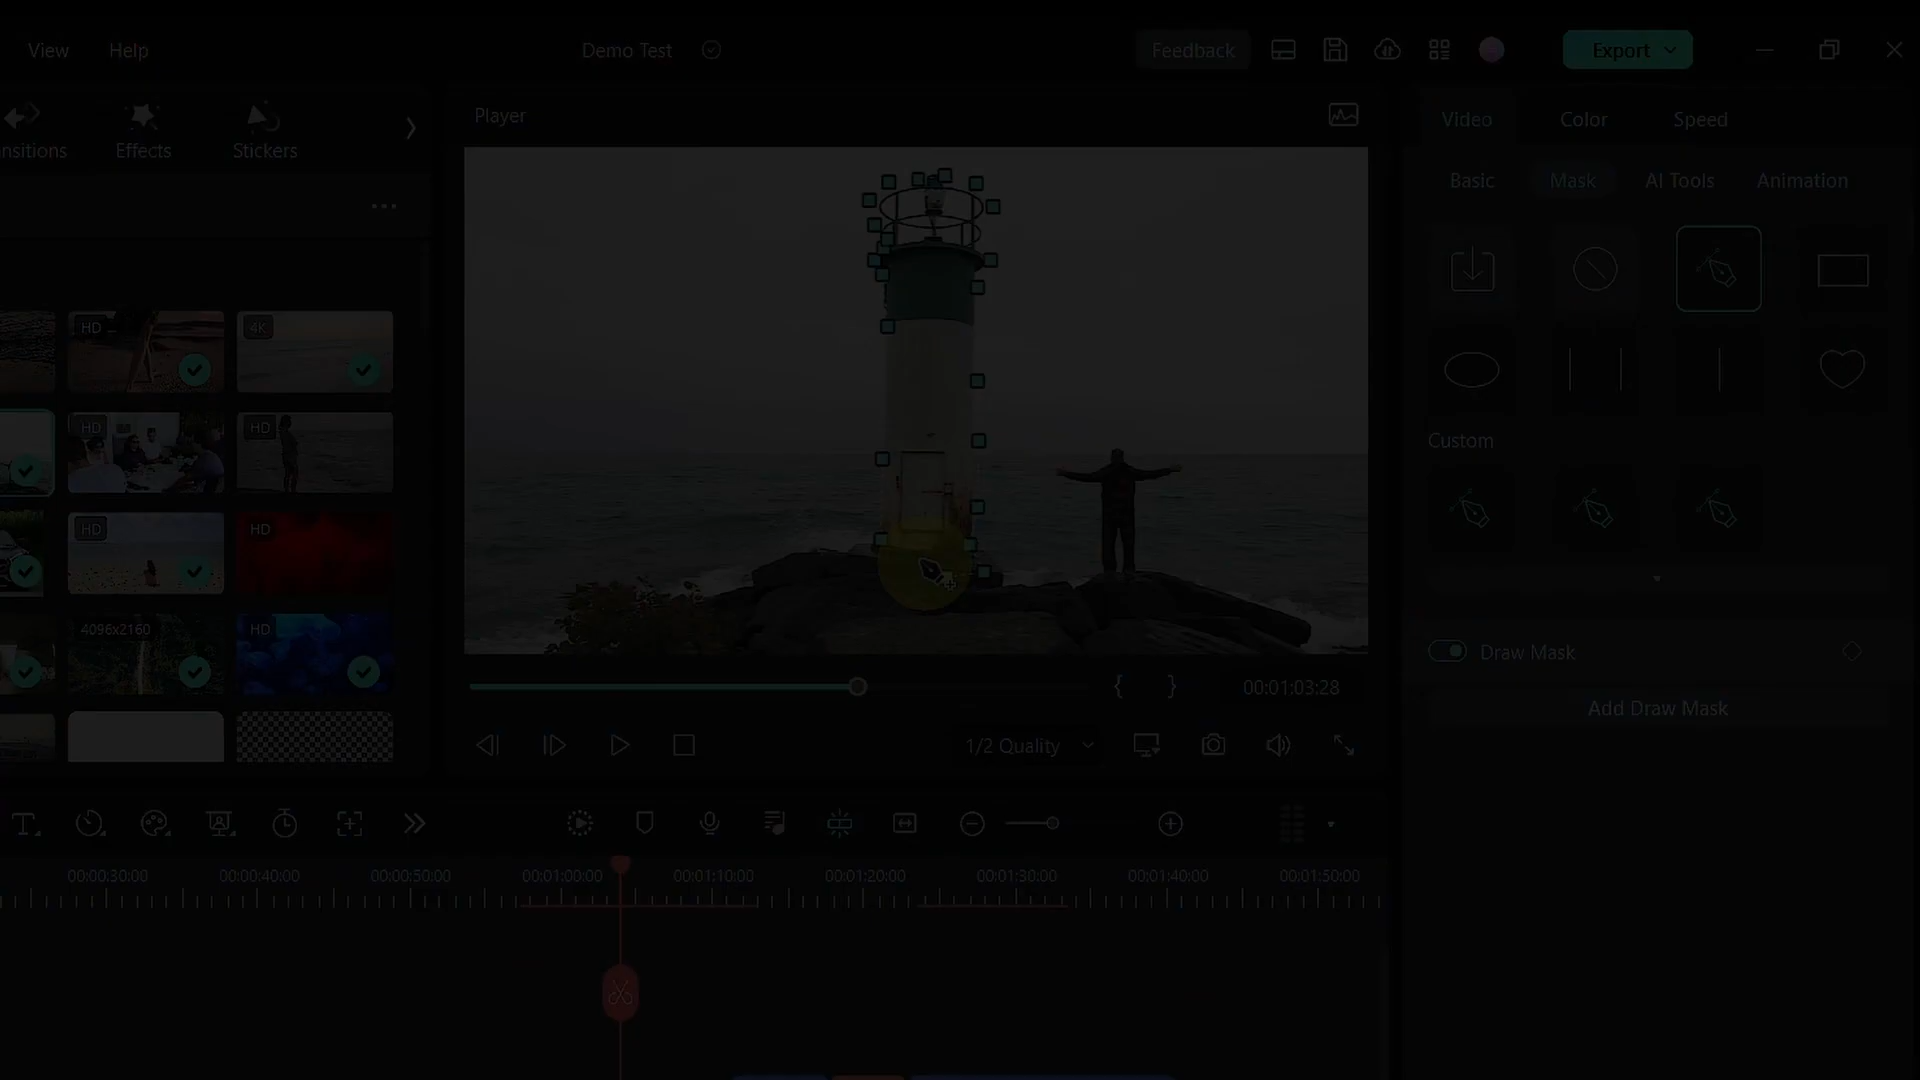 View Help Demo Test Feedback Export
Player Video Color Speed
nsitions Effects Stickers
Basic Mask AI Tools Animation
HD 4K
HD HD
Custom
HD HD
4096x2160 HD
Draw Mask
{ } 00:01:03:28
Add Draw Mask
1/2 Quality
00:00:30:00 00:00:40:00 00:00:50:00 00:01:00:00 00:01:10:00 00:01:20:00 00:01:30:00 00:01:40:00 00:01:50:00